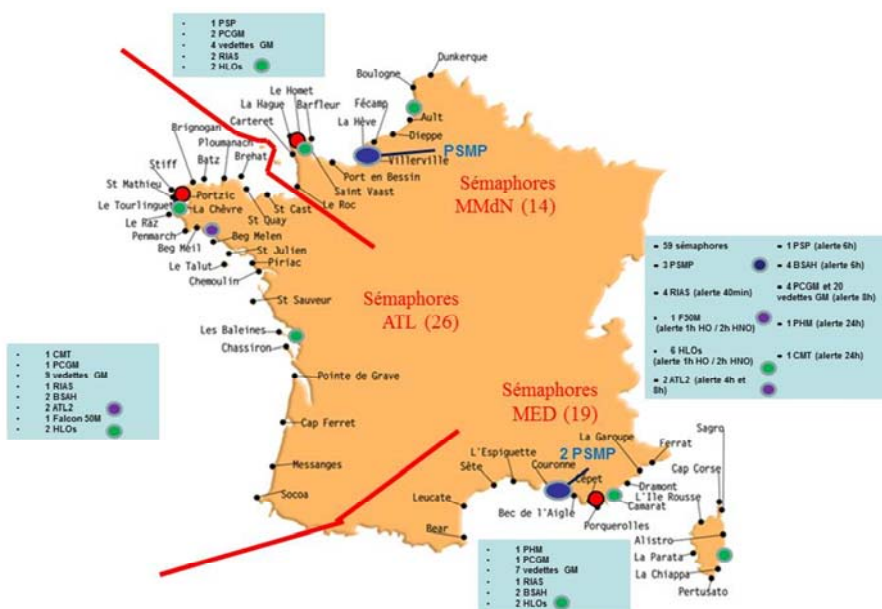 1 PSP
2 PCGM
4 vedettes GM
2 RIAS
2 HLOs
Dunkerque
Boulogne
Le Homet
La Hague
Barfleur
Carteret
Fécamp
La Hève
Ault
Dieppe
PSMP
Villerville
Port en Bessin
Saint Vaast
Le Roc
Sémaphores
MMdN (14)
Brignogan
Ploumanach
Batz
Brehat
Stiff
St Mathieu
Portzic
Le Tourlinguet
La Chèvre
St Cast
St Quay
Le Raz
Penmarch
Beg Meil
Beg Melen
St Julien
Le Talut
Piriac
Chemoulin
St Sauveur
Sémaphores
ATL (26)
Les Baleines
Chassiron
Pointe de Grave
Cap Ferret
Messanges
Socoa
- 59 sémaphores
- 3 PSMP
- 4 RIAS (alerte 40min)
- 1 F50M
(alerte 1h HO / 2h HNO)
- 6 HLOs
(alerte 1h HO / 2h HNO)
- 2 ATL2 (alerte 4h et
8h)
- 1 PSP (alerte 6h)
- 4 BSAH (alerte 6h)
- 4 PCGM et 20
vedettes GM (alerte 8h)
- 1 PHM (alerte 24h)
- 1 CMT (alerte 24h)
1 CMT
1 PCGM
9 vedettes GM
1 RIAS
2 BSAH
2 ATL2
1 Falcon 50M
2 HLOs
Sémaphores
MED (19)
La Garoupe
Ferrat
Sagro
L'Espiguette
2 PSMP
Sète
Couronne
Cépet
Cap Corse
Dramont
L'Ile Rousse
Leucate
Bec de l'Aigle
Camarat
Porquerolles
Bear
Alistro
La Parata
La Chiappa
Pertusato
1 PHM
1 PCGM
7 vedettes GM
1 RIAS
2 BSAH
2 HLOs